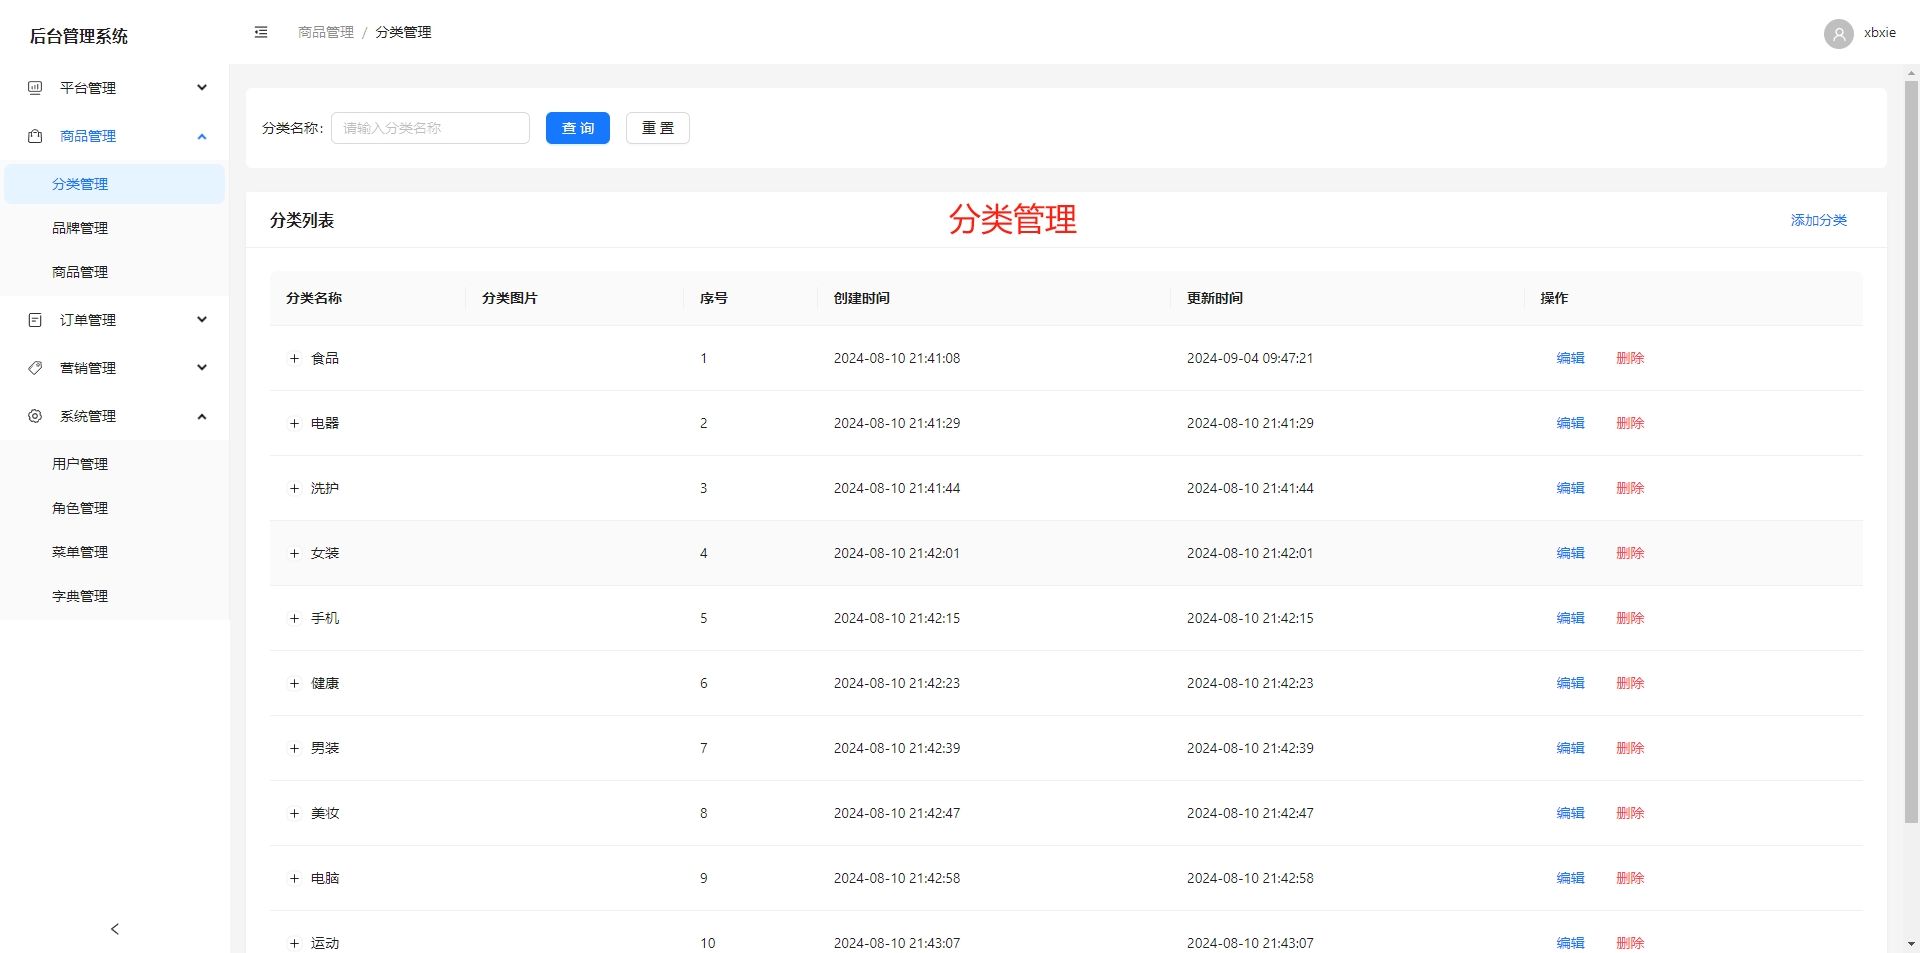 后台管理系统
平台管理
商品管理
分类管理
品牌管理
商品管理
订单管理
营销管理
系统管理
用户管理
角色管理
菜单管理
字典管理
商品管理 / 分类管理
xbxie
分类名称: 请输入分类名称 查 询 重 置
分类列表 分类管理 添加分类
分类名称 分类图片 序号 创建时间 更新时间 操作
食品 1 2024-08-10 21:41:08 2024-09-04 09:47:21 编辑 删除
电器 2 2024-08-10 21:41:29 2024-08-10 21:41:29 编辑 删除
洗护 3 2024-08-10 21:41:44 2024-08-10 21:41:44 编辑 删除
女装 4 2024-08-10 21:42:01 2024-08-10 21:42:01 编辑 删除
手机 5 2024-08-10 21:42:15 2024-08-10 21:42:15 编辑 删除
健康 6 2024-08-10 21:42:23 2024-08-10 21:42:23 编辑 删除
男装 7 2024-08-10 21:42:39 2024-08-10 21:42:39 编辑 删除
美妆 8 2024-08-10 21:42:47 2024-08-10 21:42:47 编辑 删除
电脑 9 2024-08-10 21:42:58 2024-08-10 21:42:58 编辑 删除
运动 10 2024-08-10 21:43:07 2024-08-10 21:43:07 编辑 删除